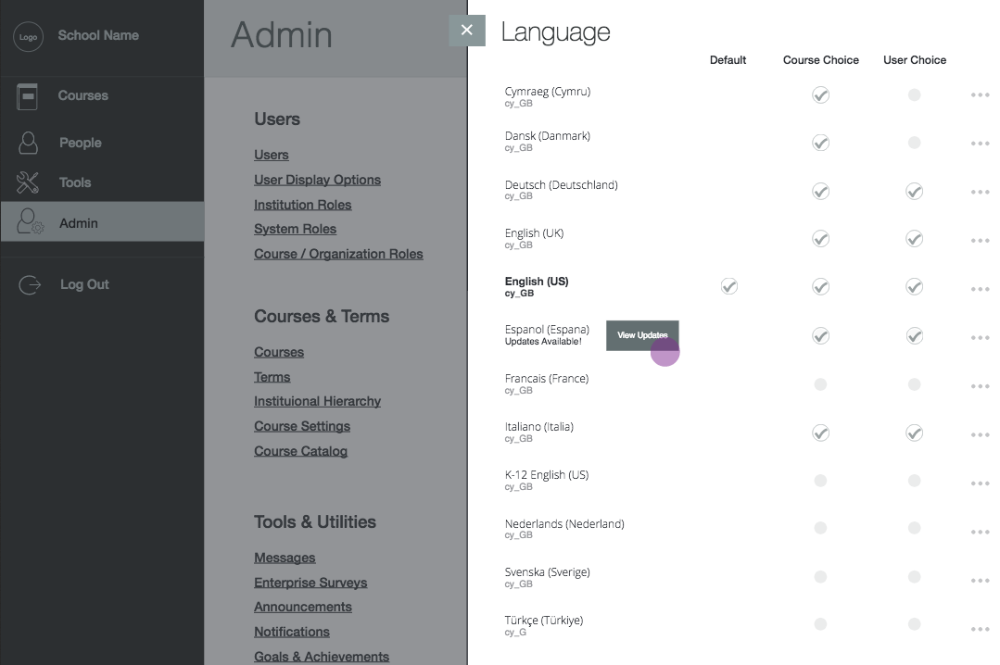 Logo
School Name
Courses
People
Tools
Admin
Log Out
Admin
Users
Users
User Display Options
Institution Roles
System Roles
Course / Organization Roles
Courses & Terms
Courses
Terms
Instituional Hierarchy
Course Settings
Course Catalog
Tools & Utilities
Messages
Enterprise Surveys
Announcements
Notifications
Goals & Achievements
Language
Default Course Choice User Choice
Cymraeg (Cymru)
cy_GB
Dansk (Danmark)
cy_GB
Deutsch (Deutschland)
cy_GB
English (UK)
cy_GB
English (US)
cy_GB
Espanol (Espana)
Updates Available!
View Updates
Francais (France)
cy_GB
Italiano (Italia)
cy_GB
K-12 English (US)
cy_GB
Nederlands (Nederland)
cy_GB
Svenska (Sverige)
cy_GB
Türkçe (Türkiye)
cy_G